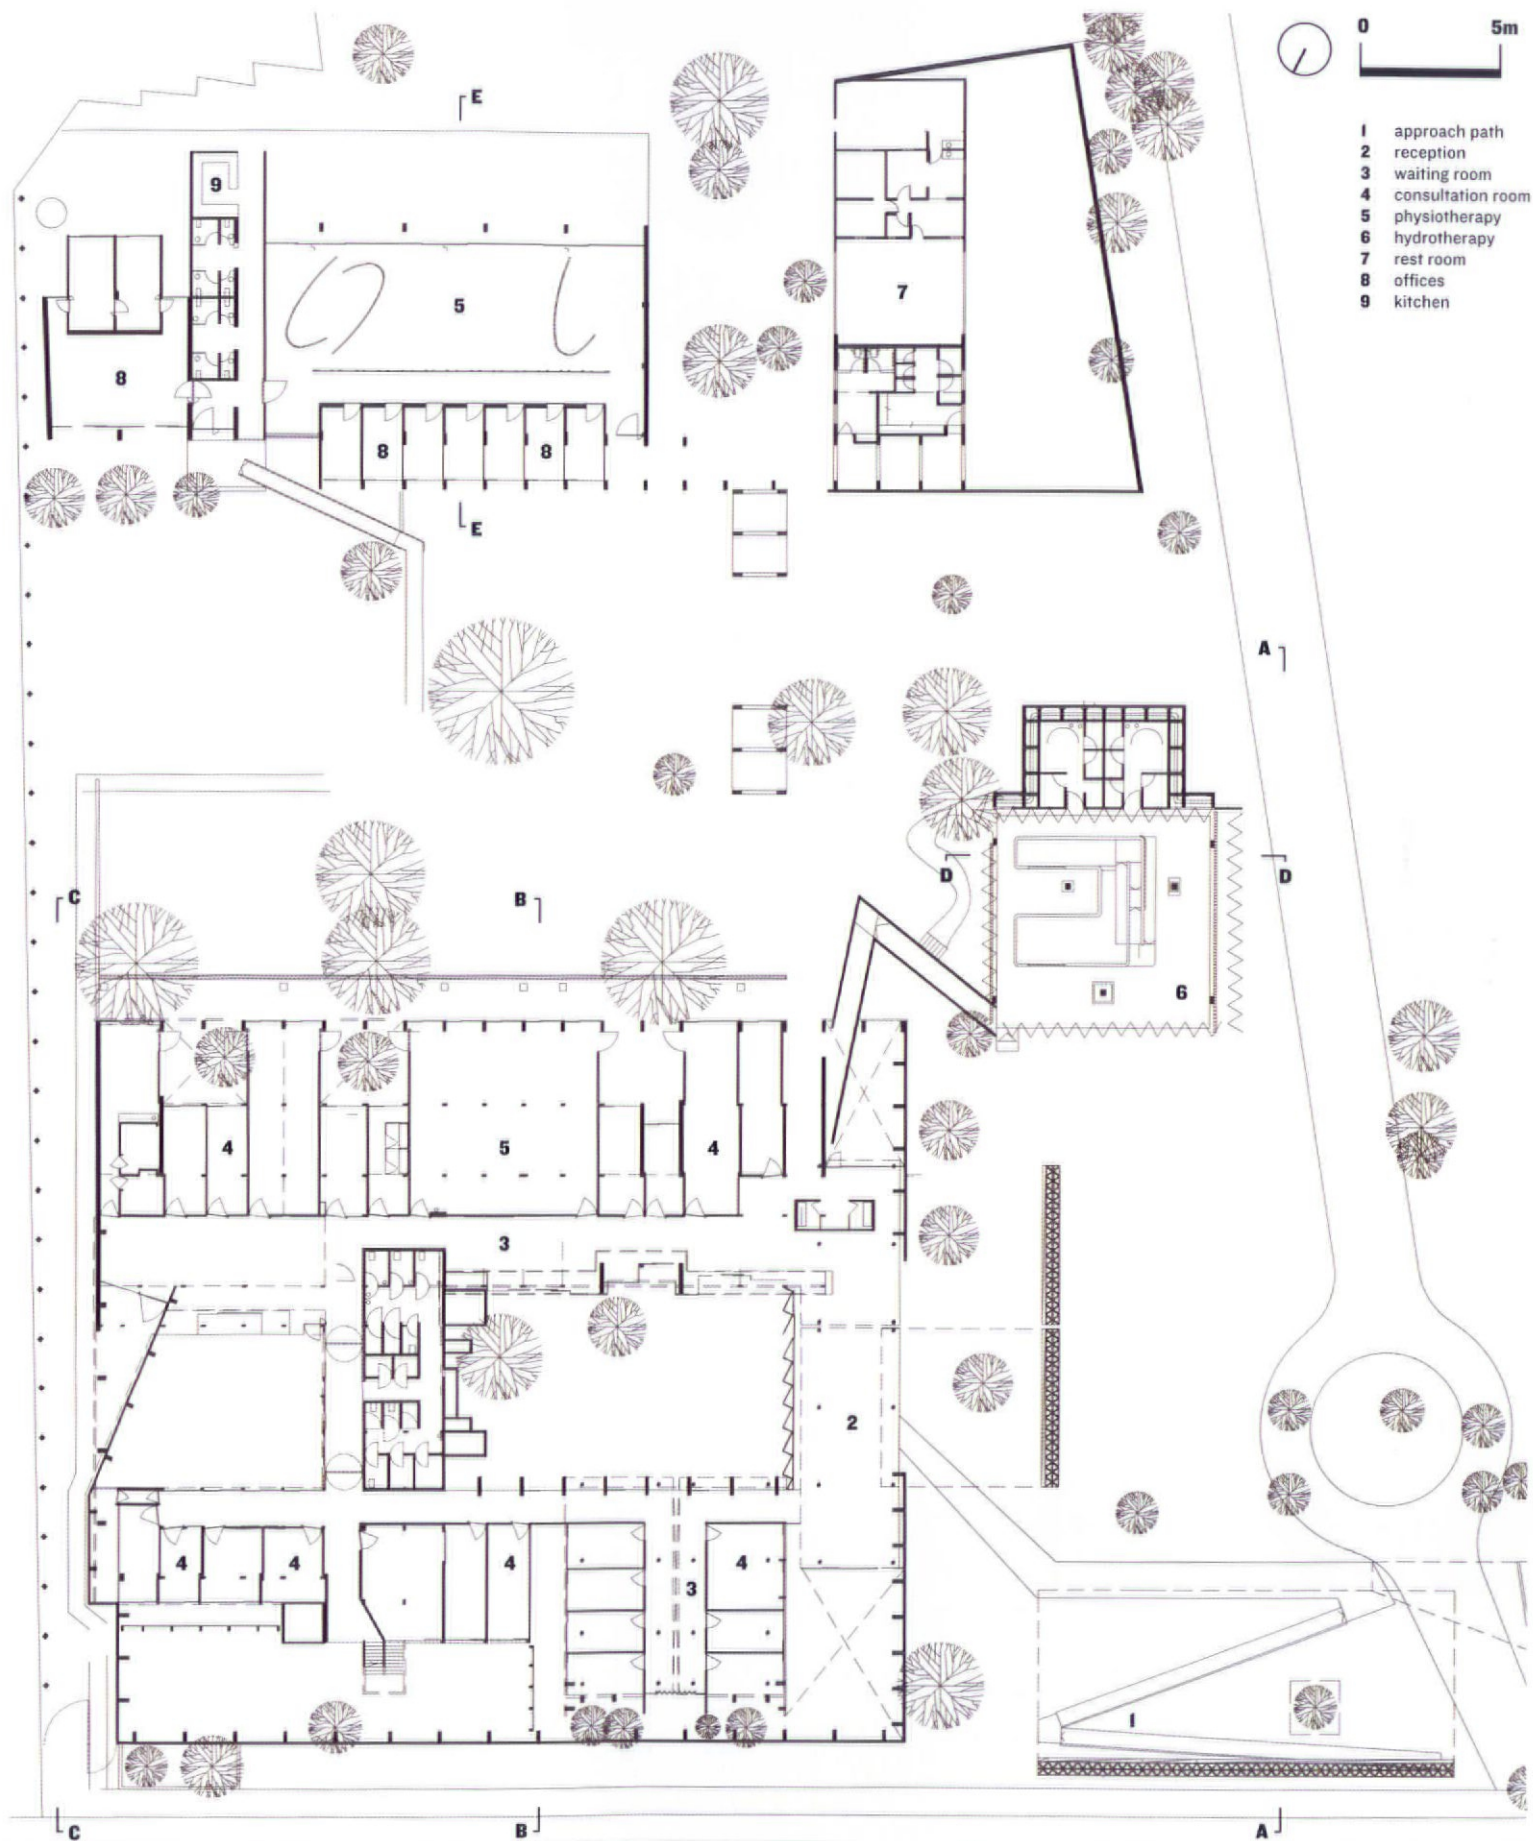 0 5m
1 approach path
2 reception
3 waiting room
4 consultation room
5 physiotherapy
6 hydrotherapy
7 rest room
8 offices
9 kitchen
E
9
5
7
8
8 8
E
A
D D
C B
6
4 5 4
3
2
4 4 4 3 4
1
C B A